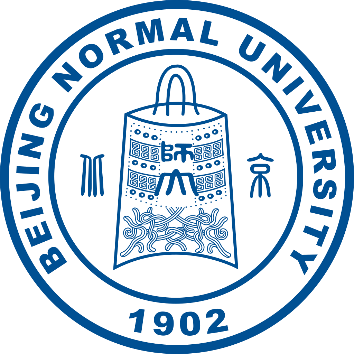 BEIJING NORMAL UNIVERSITY
京
師大
北
1902